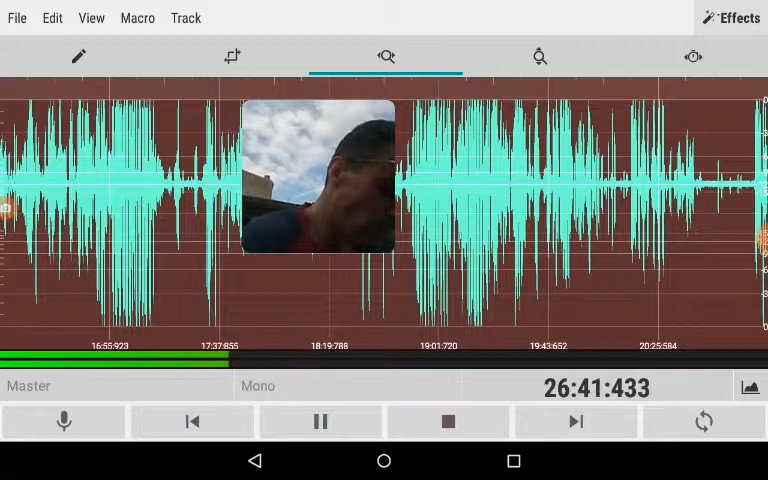 File Edit View Macro Track Effects
16:55:923 17:37:855 18:19:788 19:01:720 19:43:652 20:25:584
Master Mono 26:41:433